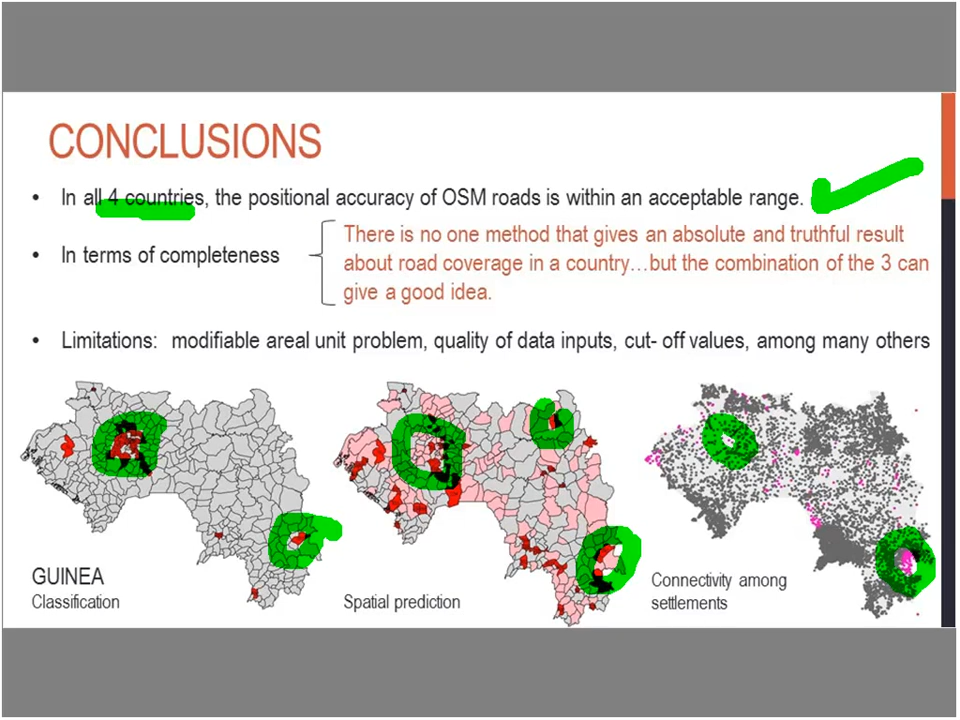 CONCLUSIONS
• In all 4 countries, the positional accuracy of OSM roads is within an acceptable range.
• In terms of completeness
There is no one method that gives an absolute and truthful result
about road coverage in a country…but the combination of the 3 can
give a good idea.
• Limitations: modifiable areal unit problem, quality of data inputs, cut- off values, among many others
GUINEA
Classification
Spatial prediction
Connectivity among
settlements